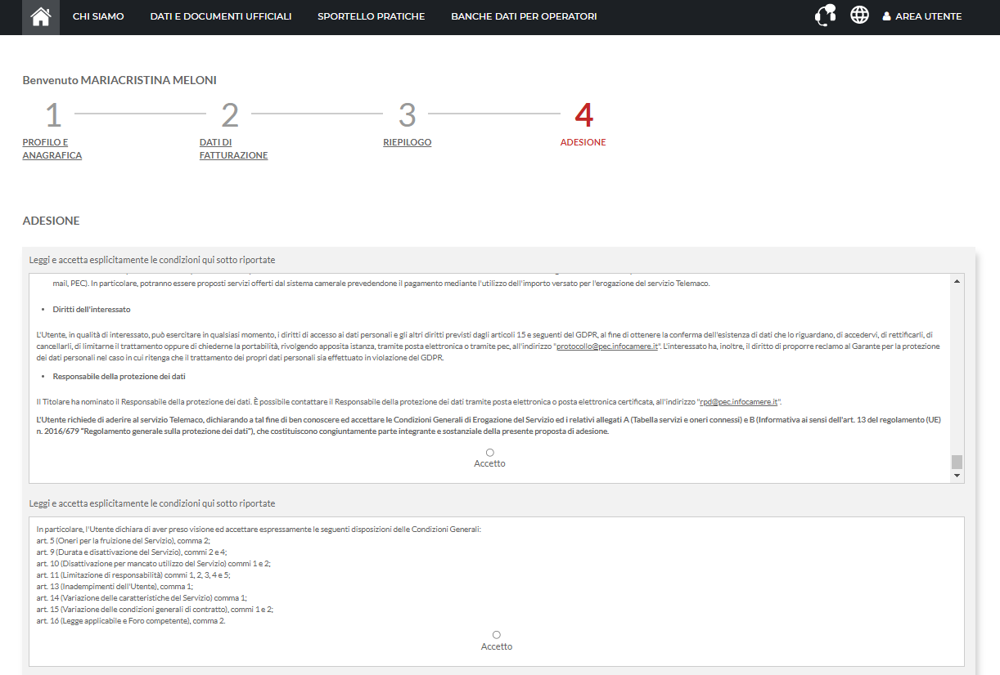 CHI SIAMO DATI E DOCUMENTI UFFICIALI SPORTELLO PRATICHE BANCHE DATI PER OPERATORI AREA UTENTE
Benvenuto MARIACRISTINA MELONI
1 2 3 4
PROFILO E ANAGRAFICA
DATI DI FATTURAZIONE
RIEPILOGO
ADESIONE
ADESIONE
Leggi e accetta esplicitamente le condizioni qui sotto riportate
mail, PEC). In particolare, potranno essere proposti servizi offerti dal sistema camerale prevedendone il pagamento mediante l'utilizzo dell'importo versato per l'erogazione del servizio Telemaco.
• Diritti dell'interessato
L'Utente, in qualità di interessato, può esercitare in qualsiasi momento, i diritti di accesso ai dati personali e gli altri diritti previsti dagli articoli 15 e seguenti del GDPR, al fine di ottenere la conferma dell'esistenza di dati che lo riguardano, di accedervi, di rettificarli, di
cancellarli, di limitarne il trattamento oppure di chiederne la portabilità, rivolgendo apposita istanza, tramite posta elettronica o tramite pec, all'indirizzo "protocollo@pec.infocamere.it". L'interessato ha, inoltre, il diritto di proporre reclamo al Garante per la protezione
dei dati personali nel caso in cui ritenga che il trattamento dei propri dati personali sia effettuato in violazione del GDPR.
• Responsabile della protezione dei dati
Il Titolare ha nominato il Responsabile della protezione dei dati. È possibile contattare il Responsabile della protezione dei dati tramite posta elettronica o posta elettronica certificata, all'indirizzo "rpd@pec.infocamere.it".
L'Utente richiede di aderire al servizio Telemaco, dichiarando a tal fine di ben conoscere ed accettare le Condizioni Generali di Erogazione del Servizio ed i relativi allegati A (Tabella servizi e oneri connessi) e B (Informativa ai sensi dell'art. 13 del regolamento (UE)
n. 2016/679 "Regolamento generale sulla protezione dei dati"), che costituiscono congiuntamente parte integrante e sostanziale della presente proposta di adesione.
Accetto
Leggi e accetta esplicitamente le condizioni qui sotto riportate
In particolare, l'Utente dichiara di aver preso visione ed accettare espressamente le seguenti disposizioni delle Condizioni Generali:
art. 5 (Oneri per la fruizione del Servizio), comma 2;
art. 9 (Durata e disattivazione del Servizio), commi 2 e 4;
art. 10 (Disattivazione per mancato utilizzo del Servizio) commi 1 e 2;
art. 11 (Limitazione di responsabilità) commi 1, 2, 3, 4 e 5;
art. 13 (Inadempimenti dell'Utente), comma 1;
art. 14 (Variazione delle caratteristiche del Servizio) comma 1;
art. 15 (Variazione delle condizioni generali di contratto), commi 1 e 2;
art. 16 (Legge applicabile e Foro competente), comma 2.
Accetto